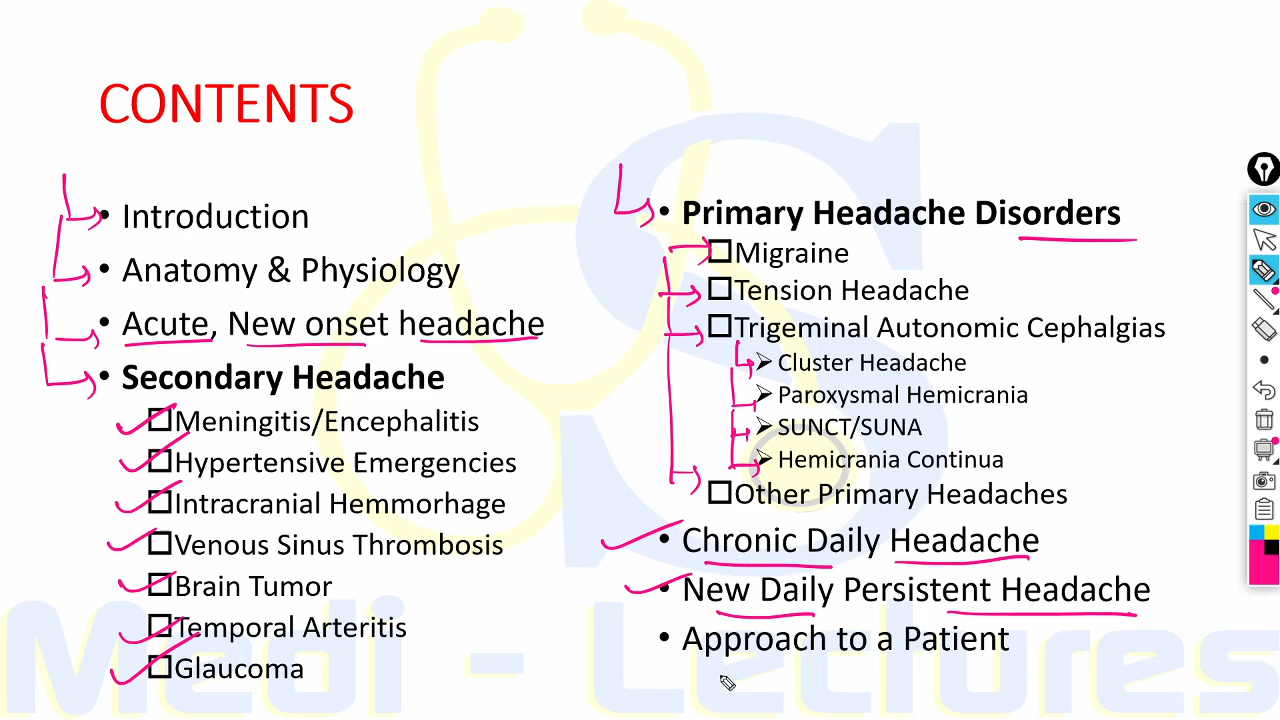 CONTENTS
• Introduction
• Anatomy & Physiology
• Acute, New onset headache
• Secondary Headache
Meningitis/Encephalitis
Hypertensive Emergencies
Intracranial Hemmorhage
Venous Sinus Thrombosis
Brain Tumor
Temporal Arteritis
Glaucoma
• Primary Headache Disorders
Migraine
Tension Headache
Trigeminal Autonomic Cephalgias
Cluster Headache
Paroxysmal Hemicrania
SUNCT/SUNA
Hemicrania Continua
Other Primary Headaches
• Chronic Daily Headache
• New Daily Persistent Headache
• Approach to a Patient
Medi - Lectures